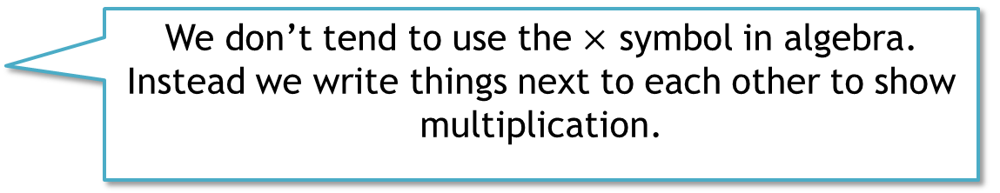 We don’t tend to use the × symbol in algebra.
Instead we write things next to each other to show
multiplication.